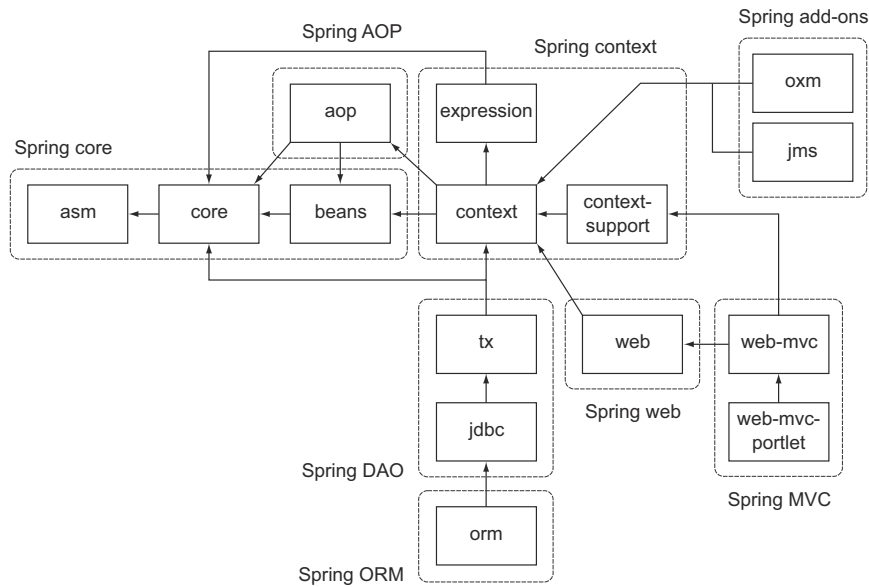 Spring add-ons
Spring AOP
Spring context
oxm
aop
expression
jms
Spring core
asm
core
beans
context
context-
support
tx
web
web-mvc
jdbc
Spring web
web-mvc-
portlet
Spring DAO
Spring MVC
orm
Spring ORM